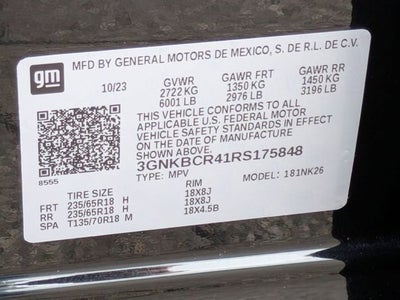 gm
MFD BY GENERAL MOTORS DE MEXICO, S. DE R.L. DE C.V.
10/23 GVWR GAWR FRT GAWR RR
2722 KG 1350 KG 1450 KG
6001 LB 2976 LB 3196 LB
THIS VEHICLE CONFORMS TO ALL
APPLICABLE U.S. FEDERAL MOTOR
VEHICLE SAFETY STANDARDS IN EFFECT
ON THE DATE OF MANUFACTURE
SHOWN ABOVE.
3GNKBCR41RS175848
8555 TYPE: MPV MODEL: 181NK26
TIRE SIZE RIM
FRT 235/65R18 H 18X8J
RR 235/65R18 H 18X8J
SPA T135/70R18 M 18X4.5B